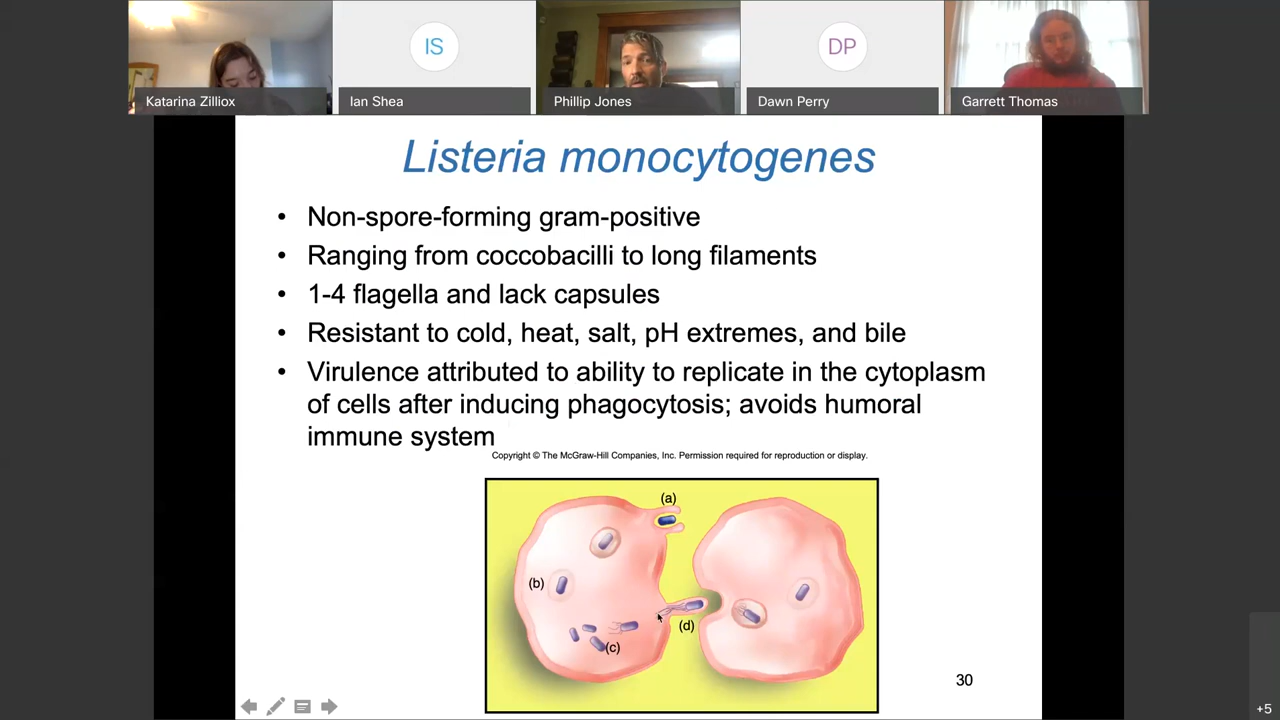 Katarina Zilliox
IS
Ian Shea
Phillip Jones
DP
Dawn Perry
Garrett Thomas
Listeria monocytogenes
• Non-spore-forming gram-positive
• Ranging from coccobacilli to long filaments
• 1-4 flagella and lack capsules
• Resistant to cold, heat, salt, pH extremes, and bile
• Virulence attributed to ability to replicate in the cytoplasm
of cells after inducing phagocytosis; avoids humoral
immune system
Copyright © The McGraw-Hill Companies, Inc. Permission required for reproduction or display.
(a)
(b)
(d)
(c)
30
+5